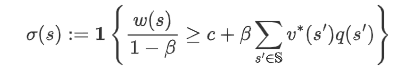 σ(s) := 𝟏 { w(s) / (1 − β) ≥ c + β ∑_{s′∈𝕊} v*(s′)q(s′) }